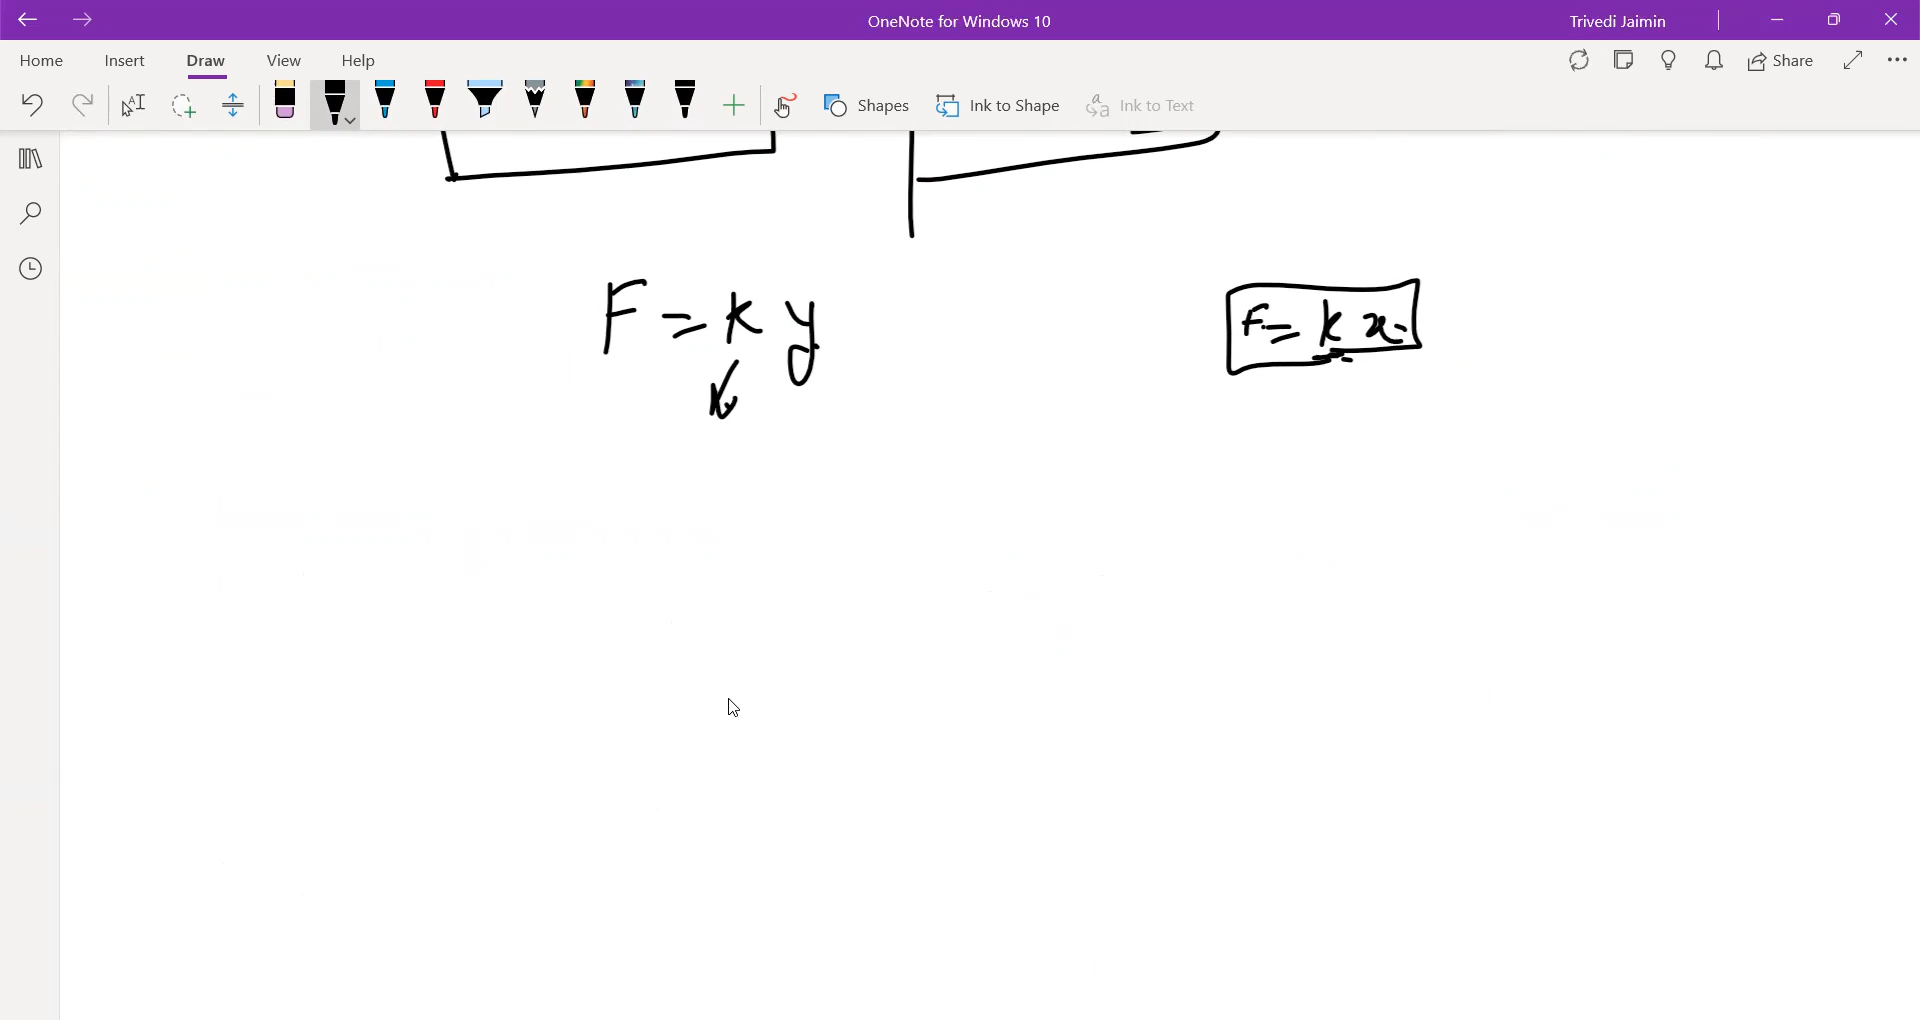 OneNote for Windows 10
Trivedi Jaimin
Home Insert Draw View Help
Share
Shapes Ink to Shape Ink to Text
F = k y
F = k x